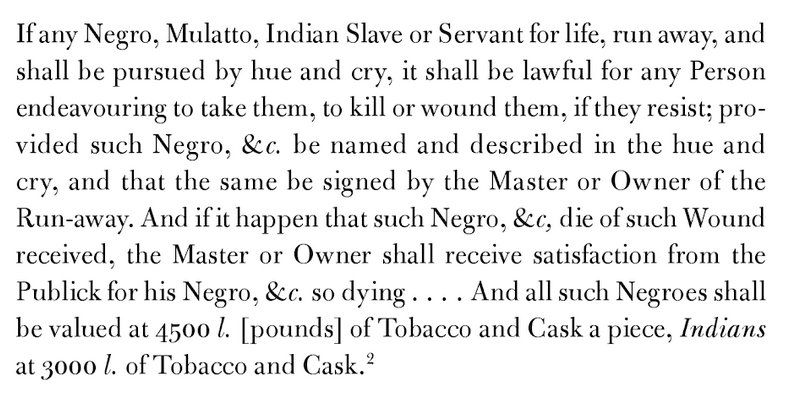 If any Negro, Mulatto, Indian Slave or Servant for life, run away, and
shall be pursued by hue and cry, it shall be lawful for any Person
endeavouring to take them, to kill or wound them, if they resist; pro-
vided such Negro, &c. be named and described in the hue and
cry, and that the same be signed by the Master or Owner of the
Run-away. And if it happen that such Negro, &c, die of such Wound
received, the Master or Owner shall receive satisfaction from the
Publick for his Negro, &c. so dying . . . . And all such Negroes shall
be valued at 4500 l. [pounds] of Tobacco and Cask a piece, Indians
at 3000 l. of Tobacco and Cask.²